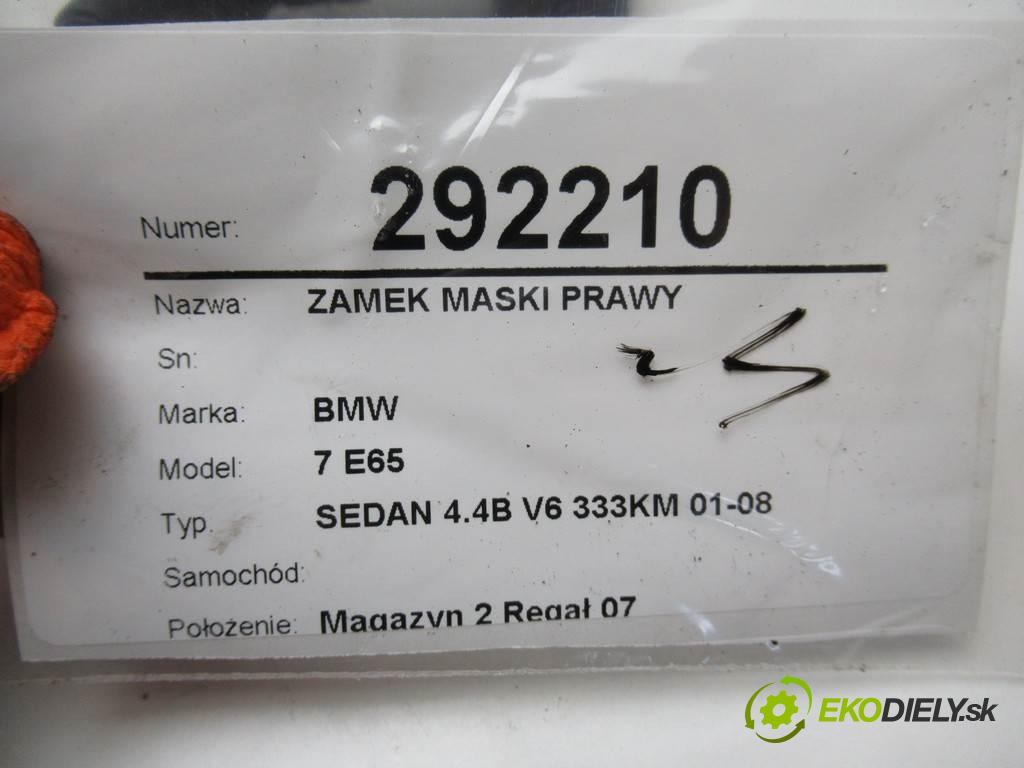 Numer: 292210
Nazwa: ZAMEK MASKI PRAWY
Sn:
Marka: BMW
Model: 7 E65
Typ. SEDAN 4.4B V6 333KM 01-08
Samochód:
Położenie: Magazyn 2 Regał 07
EKODIELY.sk